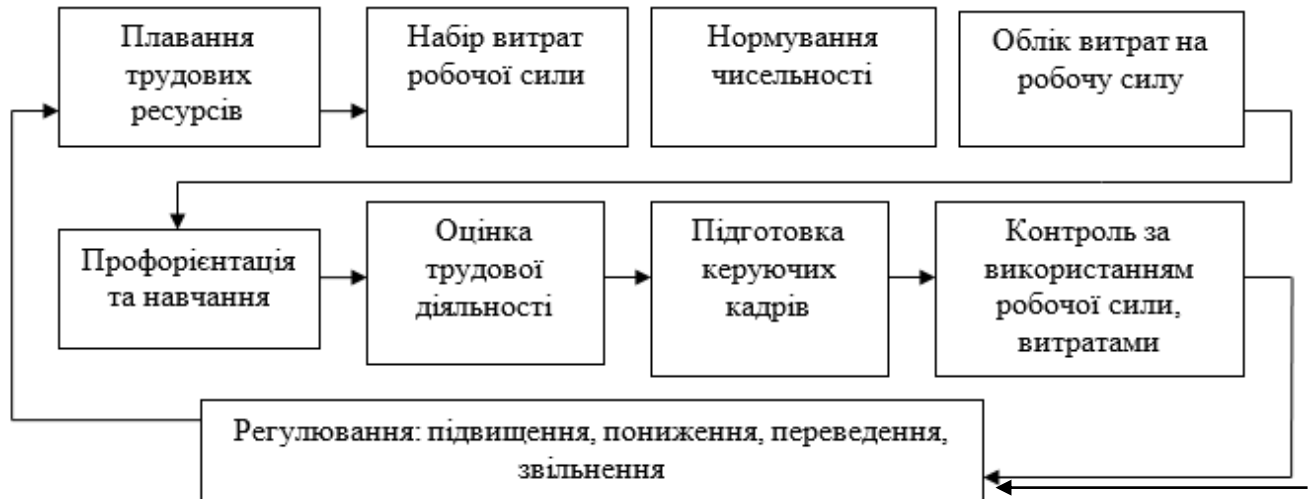 Плавання
трудових
ресурсів
Набір витрат
робочої сили
Нормування
чисельності
Облік витрат на
робочу силу
Профорієнтація
та навчання
Оцінка
трудової
діяльності
Підготовка
керуючих
кадрів
Контроль за
використанням
робочої сили,
витратами
Регулювання: підвищення, пониження, переведення,
звільнення